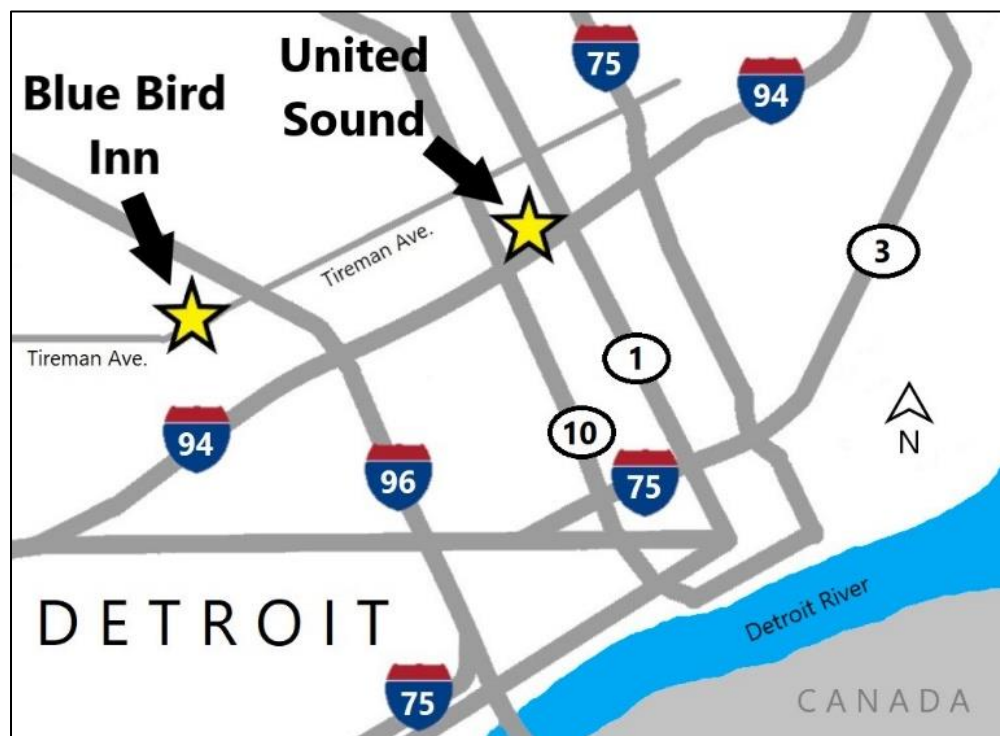 United
Sound
Blue Bird
Inn
75
94
Tireman Ave.
3
Tireman Ave.
1
10
N
94
96
75
DETROIT
Detroit River
75
CANADA